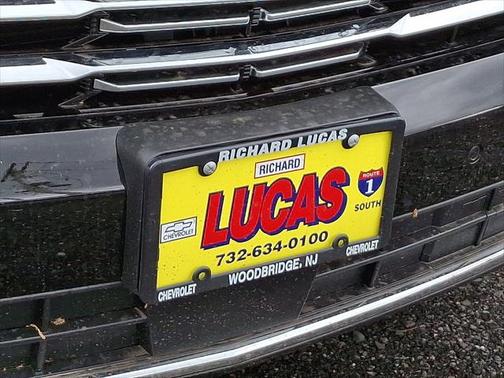 RICHARD LUCAS
RICHARD
LUCAS
ROUTE
1
SOUTH
CHEVROLET
732-634-0100
CHEVROLET
WOODBRIDGE, NJ
CHEVROLET